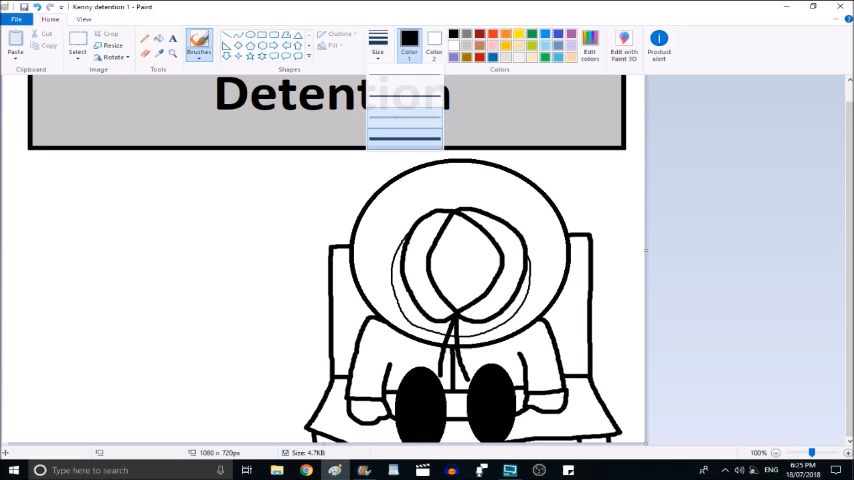 Kenny detention 1 - Paint
File Home View
Paste Cut Copy Select Crop Resize Rotate A Brushes Outline Fill Size Color 1 Color 2 Edit colors Edit with Paint 3D Product alert
Clipboard Image Tools Shapes Colors
Detention
1080 × 720px Size: 4.7KB 100%
Type here to search ENG 6:25 PM
18/07/2018